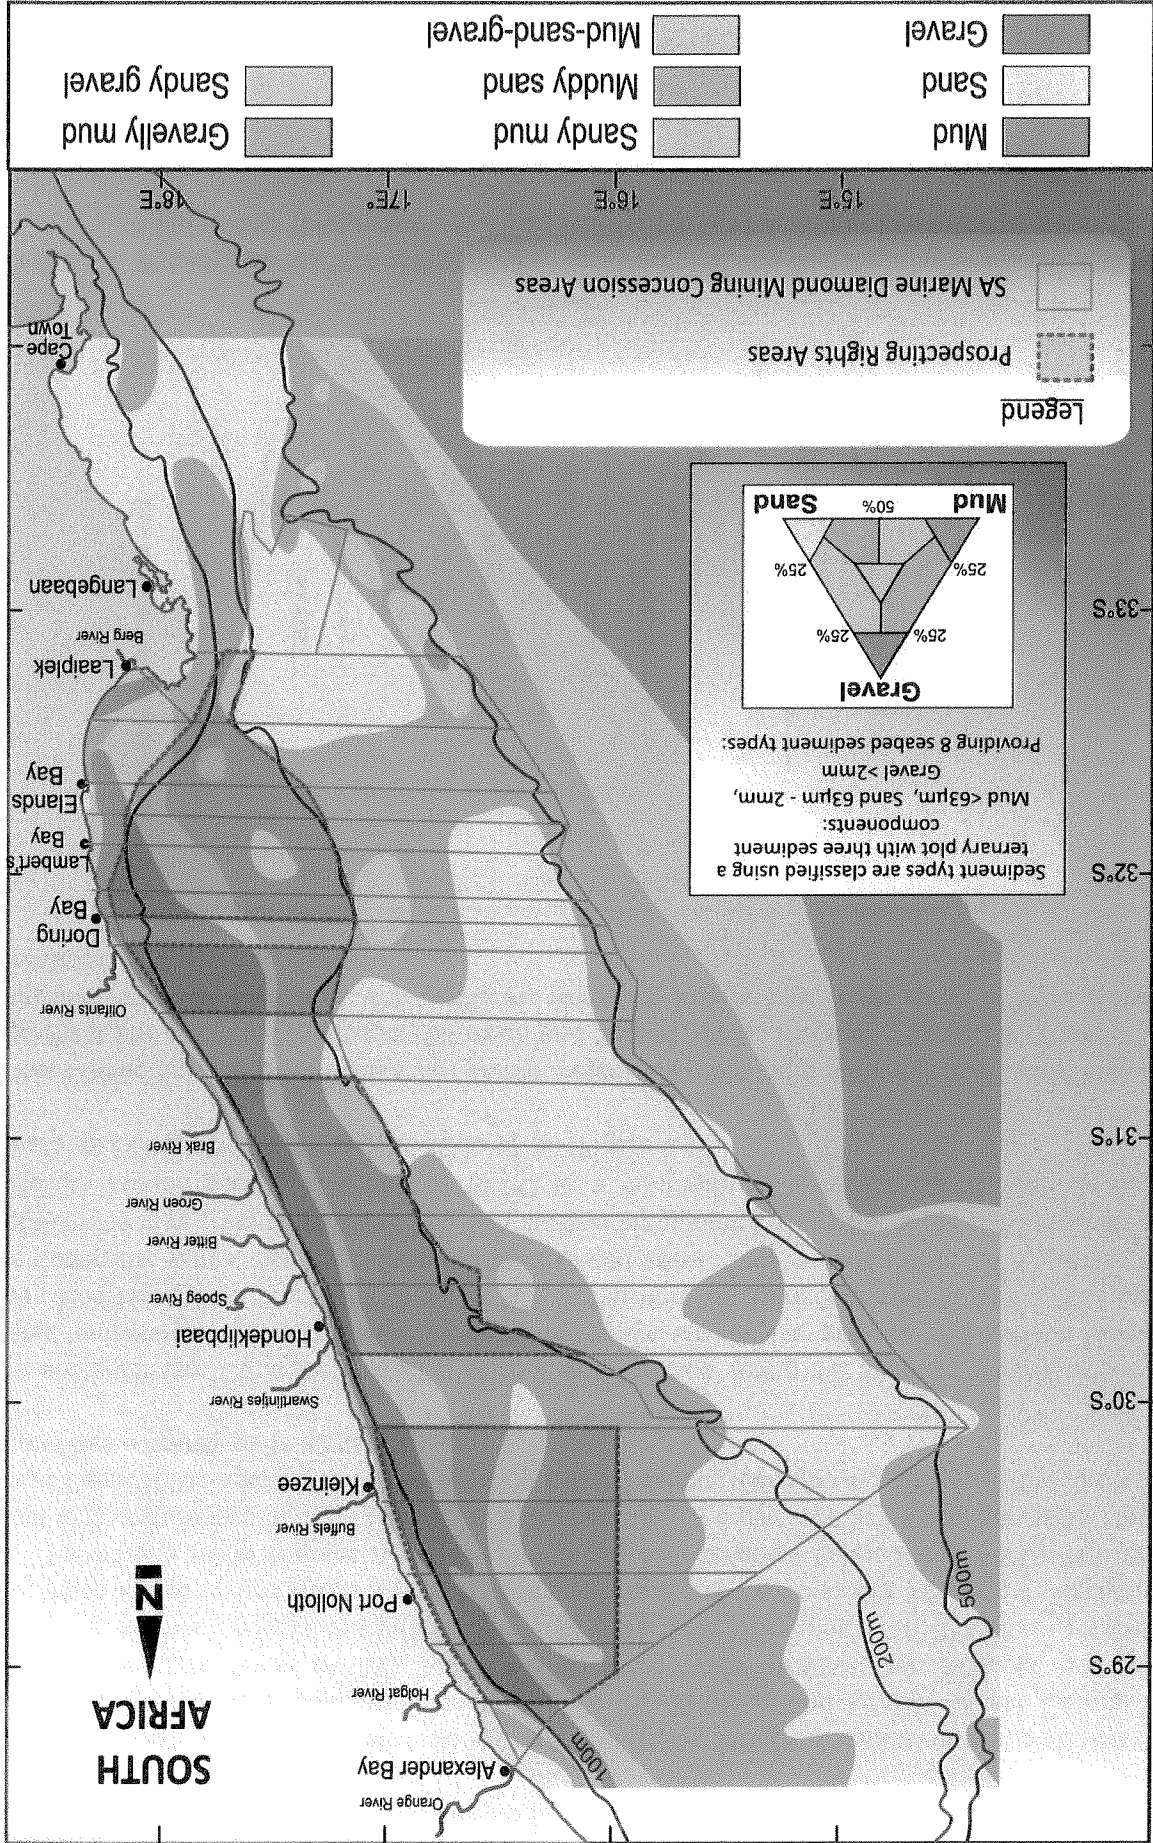 SOUTH
AFRICA
N
Orange River
Alexander Bay
Holgat River
Port Nolloth
Buffels River
Kleinzee
Swartlintjies River
Hondeklipbaai
Spoeg River
Bitter River
Groen River
Brak River
Olifants River
Doring
Bay
Lambert's
Bay
Elands
Bay
Laaiplek
Berg River
Langebaan
Cape
Town
100m
200m
500m
29°S
30°S
31°S
32°S
33°S
Sediment types are classified using a
ternary plot with three sediment
components:
Mud <63µm, Sand 63µm - 2mm,
Gravel >2mm
Providing 8 seabed sediment types:
Gravel
25%
25%
25%
25%
Mud
50%
Sand
Legend
Prospecting Rights Areas
SA Marine Diamond Mining Concession Areas
15°E
16°E
17E°
18°E
Mud
Sandy mud
Gravelly mud
Sand
Muddy sand
Sandy gravel
Gravel
Mud-sand-gravel